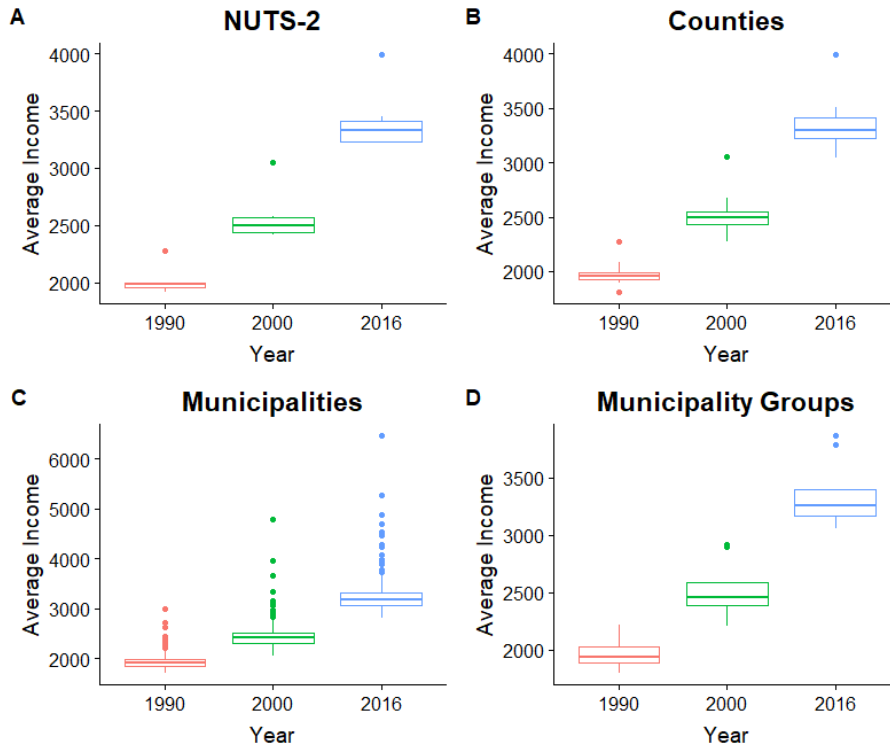 A
NUTS-2
Average Income
4000
3500
3000
2500
2000
1990 2000 2016
Year
B
Counties
Average Income
4000
3500
3000
2500
2000
1990 2000 2016
Year
C
Municipalities
Average Income
6000
5000
4000
3000
2000
1990 2000 2016
Year
D
Municipality Groups
Average Income
3500
3000
2500
2000
1990 2000 2016
Year